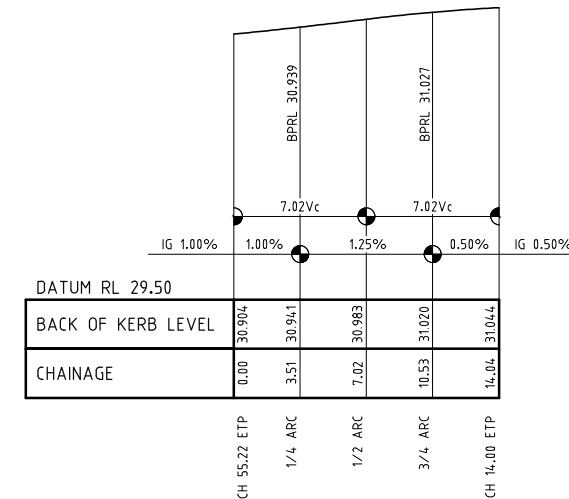 BPRL 30.939
BPRL 31.027
7.02Vc
7.02Vc
IG 1.00%
1.00%
1.25%
0.50%
IG 0.50%
DATUM RL 29.50
BACK OF KERB LEVEL
30.904
30.941
30.983
31.020
31.044
CHAINAGE
0.00
3.51
7.02
10.53
14.04
CH 55.22 ETP
1/4 ARC
1/2 ARC
3/4 ARC
CH 14.00 ETP